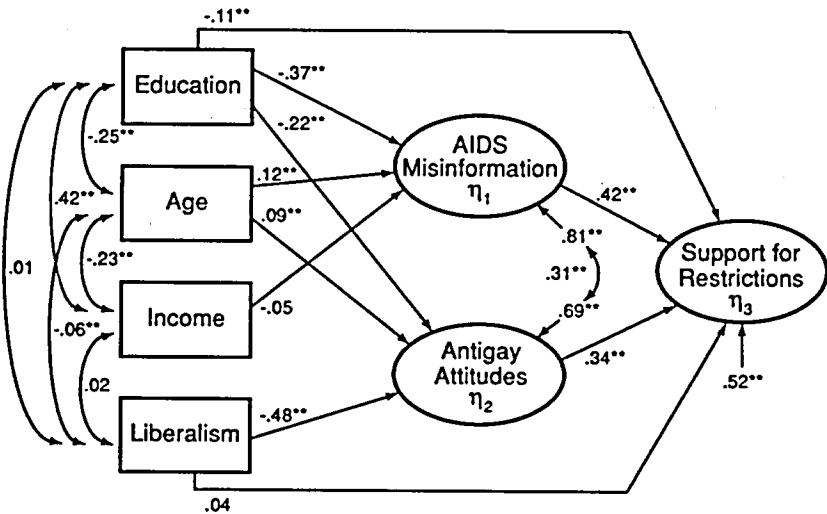 -.11**
Education
-.37**
-.22**
-.25**
AIDS
Misinformation
η1
Age
.12**
.09**
.42**
.42**
.81**
.31**
.69**
.01
-.23**
Support for
Restrictions
η3
Income
-.05
-.06**
.02
Antigay
Attitudes
η2
.34**
.52**
Liberalism
-.48**
.04